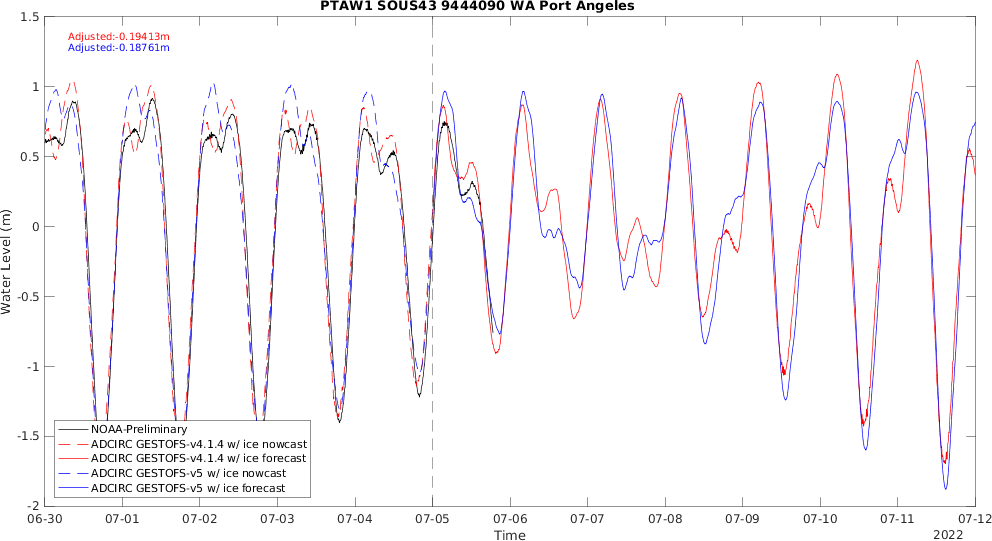 PTAW1 SOUS43 9444090 WA Port Angeles
Adjusted:-0.19413m
Adjusted:-0.18761m
1.5
1
0.5
0
-0.5
-1
-1.5
-2
Water Level (m)
NOAA-Preliminary
ADCIRC GESTOFS-v4.1.4 w/ ice nowcast
ADCIRC GESTOFS-v4.1.4 w/ ice forecast
ADCIRC GESTOFS-v5 w/ ice nowcast
ADCIRC GESTOFS-v5 w/ ice forecast
06-30 07-01 07-02 07-03 07-04 07-05 07-06 07-07 07-08 07-09 07-10 07-11 07-12
Time
2022